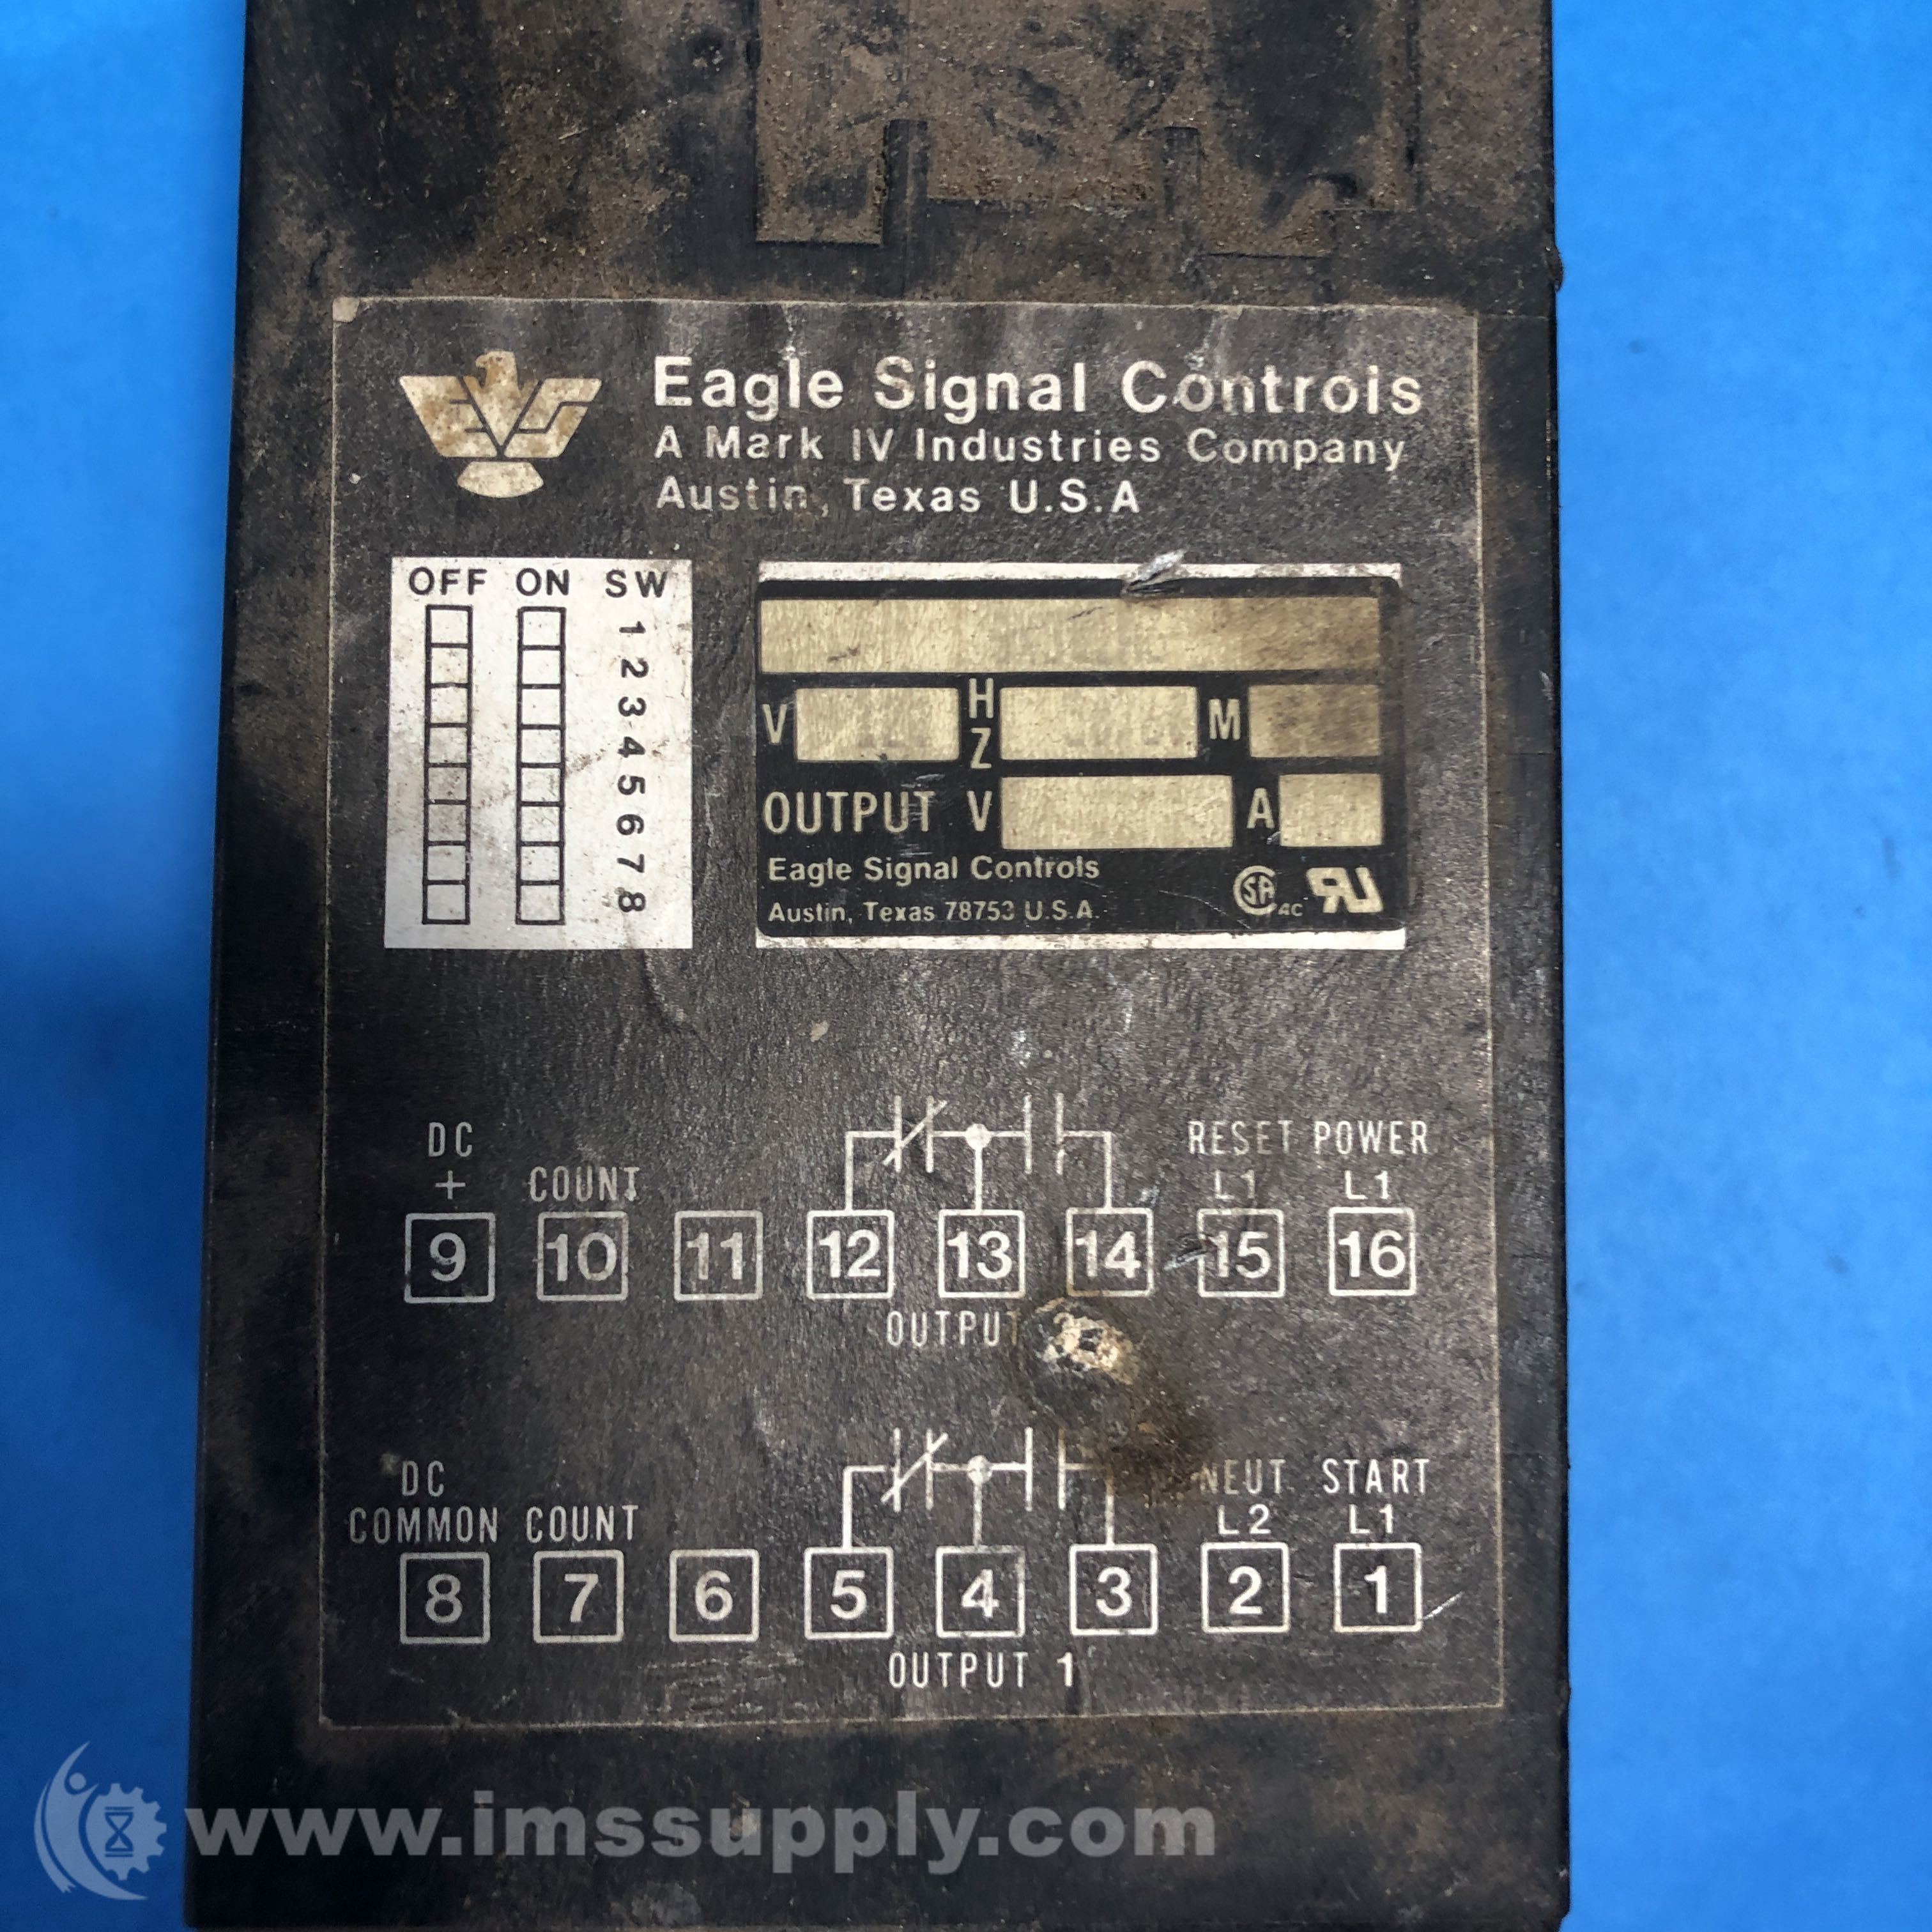 EVS
Eagle Signal Controls
A Mark IV Industries Company
Austin, Texas U.S.A
OFF ON SW
1
2
3
4
5
6
7
8
V HZ M
OUTPUT V A
Eagle Signal Controls
Austin, Texas 78753 U.S.A.
DC RESET POWER
+ COUNT L1 L1
9 10 11 12 13 14 15 16
OUTPUT
DC NEUT START
COMMON COUNT L2 L1
8 7 6 5 4 3 2 1
OUTPUT 1
www.imssupply.com